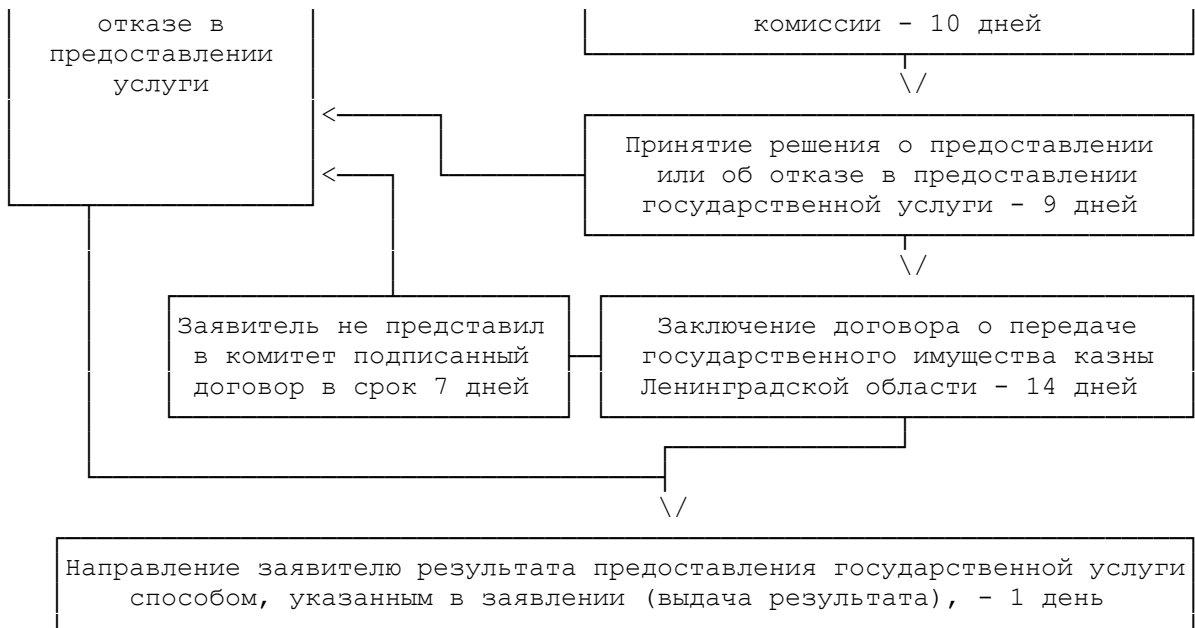 отказе в
предоставлении
услуги
комиссии - 10 дней
\/
<
Принятие решения о предоставлении
или об отказе в предоставлении
государственной услуги - 9 дней
<
\/
Заявитель не представил
в комитет подписанный
договор в срок 7 дней
Заключение договора о передаче
государственного имущества казны
Ленинградской области - 14 дней
\/
Направление заявителю результата предоставления государственной услуги
способом, указанным в заявлении (выдача результата), - 1 день